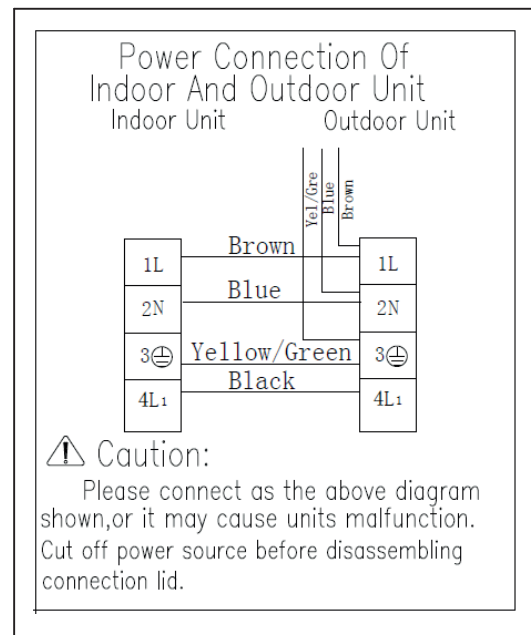 Power Connection Of
Indoor And Outdoor Unit
Indoor Unit Outdoor Unit
Yel/Gre
Blue
Brown
Brown
1L 1L
Blue
2N 2N
Yellow/Green
3 3
Black
4L1 4L1
Caution:
Please connect as the above diagram
shown,or it may cause units malfunction.
Cut off power source before disassembling
connection lid.